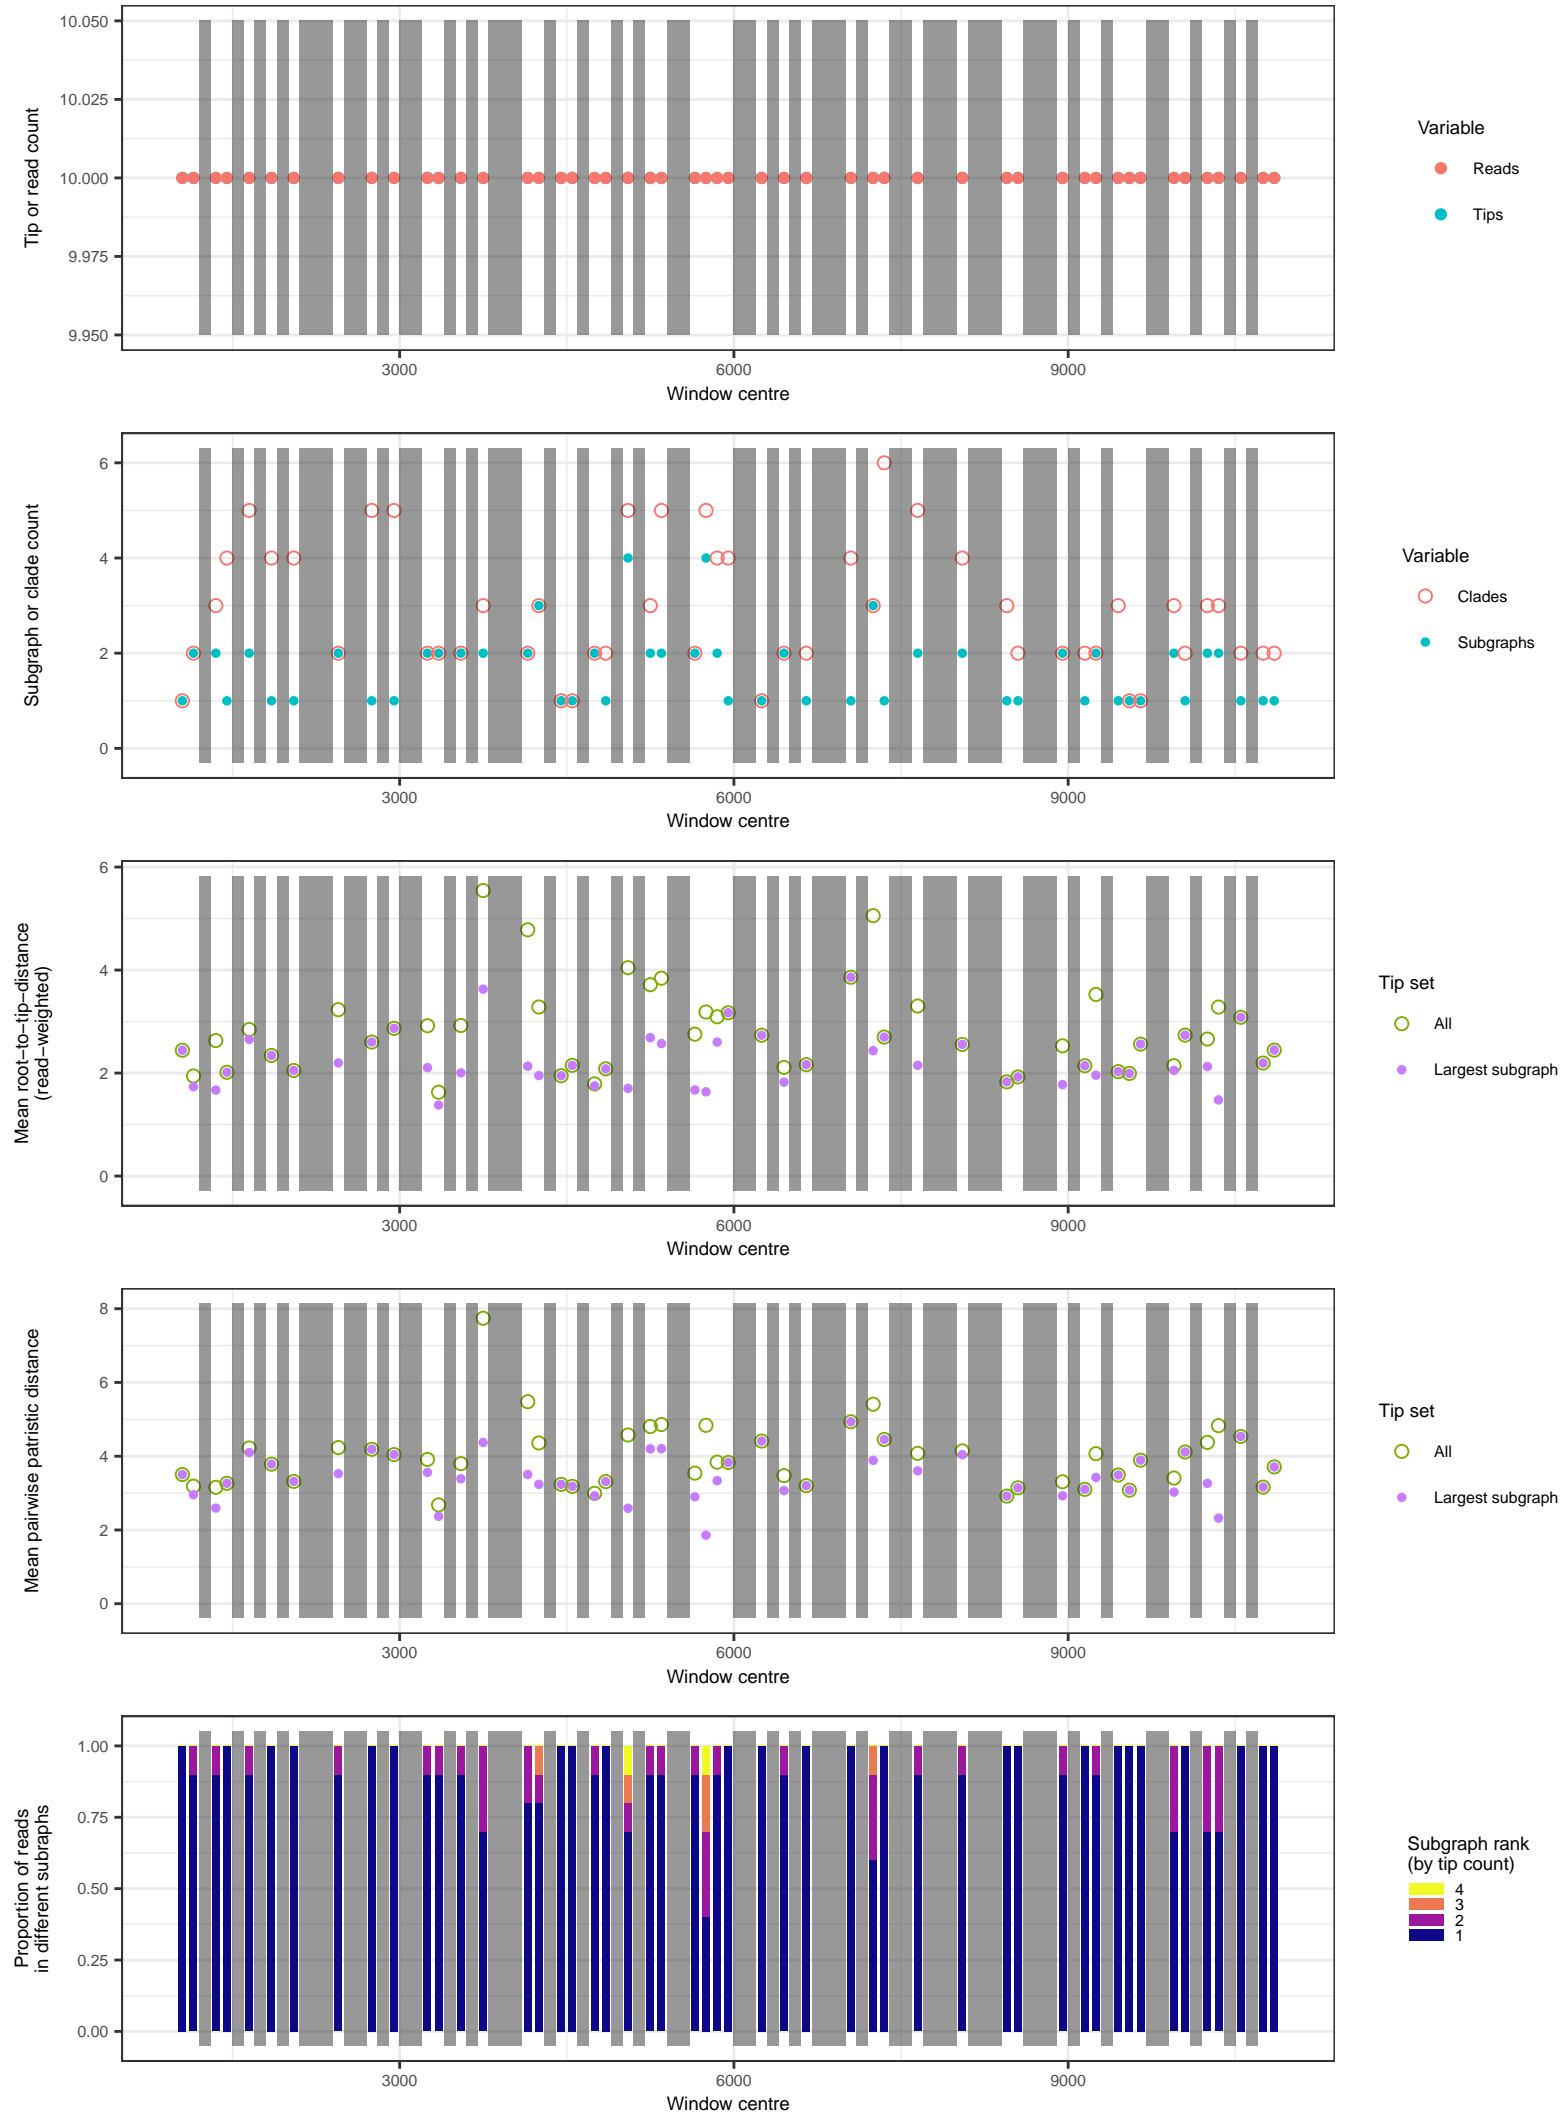 10.050
10.025
10.000
9.975
9.950
Tip or read count
3000
6000
9000
Window centre
Variable
Reads
Tips
6
4
2
0
Subgraph or clade count
3000
6000
9000
Window centre
Variable
Clades
Subgraphs
6
4
2
0
Mean root−to−tip−distance
(read−weighted)
3000
6000
9000
Window centre
Tip set
All
Largest subgraph
8
6
4
2
0
Mean pairwise patristic distance
3000
6000
9000
Window centre
Tip set
All
Largest subgraph
1.00
0.75
0.50
0.25
0.00
Proportion of reads
in different subraphs
3000
6000
9000
Window centre
Subgraph rank
(by tip count)
4
3
2
1